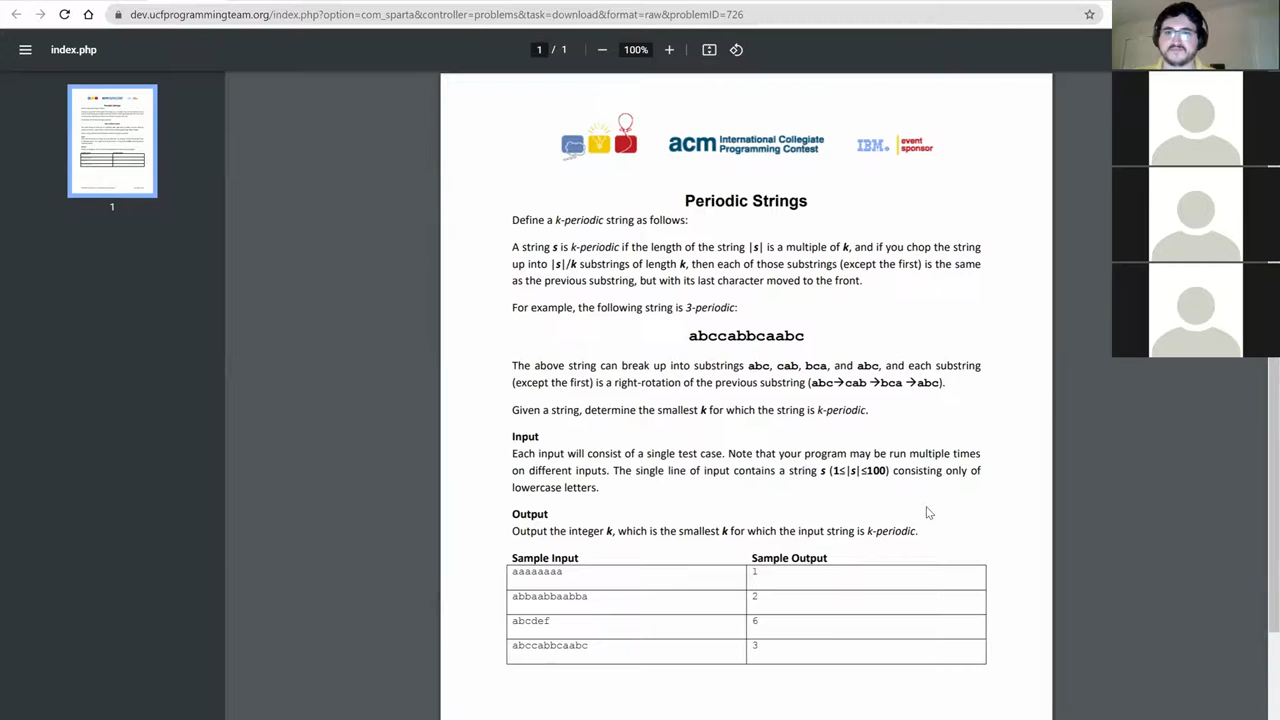 dev.ucfprogrammingteam.org/index.php?option=com_sparta&controller=problems&task=download&format=raw&problemID=726
index.php
1 / 1
100%
acm International Collegiate
Programming Contest
IBM. event
sponsor
Periodic Strings
Define a k-periodic string as follows:
A string s is k-periodic if the length of the string |s| is a multiple of k, and if you chop the string
up into |s|/k substrings of length k, then each of those substrings (except the first) is the same
as the previous substring, but with its last character moved to the front.
For example, the following string is 3-periodic:
abccabbcaabc
The above string can break up into substrings abc, cab, bca, and abc, and each substring
(except the first) is a right-rotation of the previous substring (abc→cab →bca →abc).
Given a string, determine the smallest k for which the string is k-periodic.
Input
Each input will consist of a single test case. Note that your program may be run multiple times
on different inputs. The single line of input contains a string s (1≤|s|≤100) consisting only of
lowercase letters.
Output
Output the integer k, which is the smallest k for which the input string is k-periodic.
Sample Input Sample Output
aaaaaaaa 1
abbaabbaabba 2
abcdef 6
abccabbcaabc 3
1